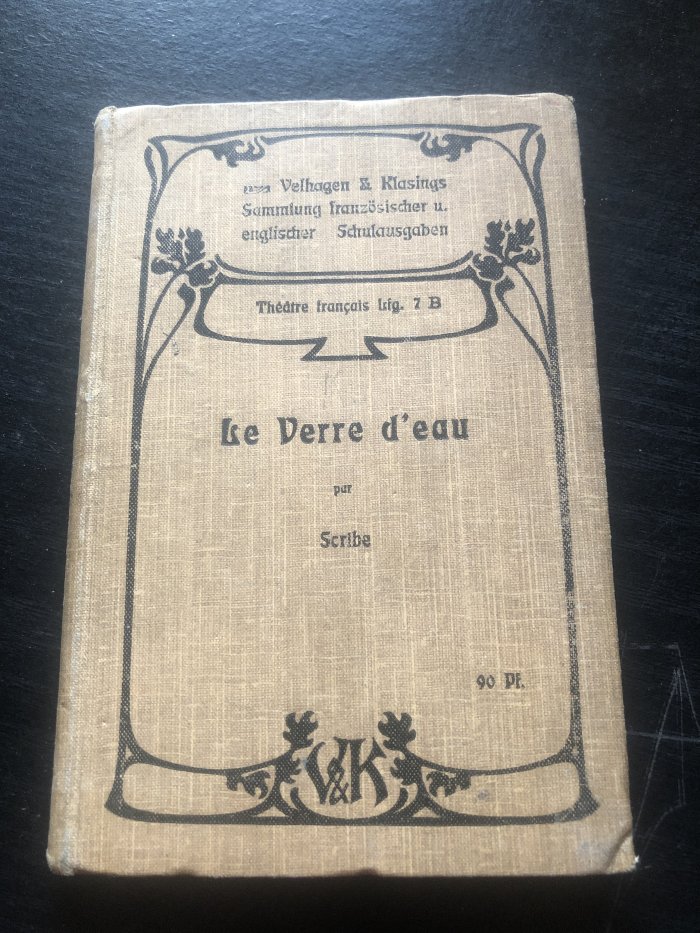 Velhagen & Klasings
Sammlung französischer u.
englischer Schulausgaben
Théâtre français Lfg. 7 B
Le Verre d'eau
par
Scribe
90 Pf.
V&K